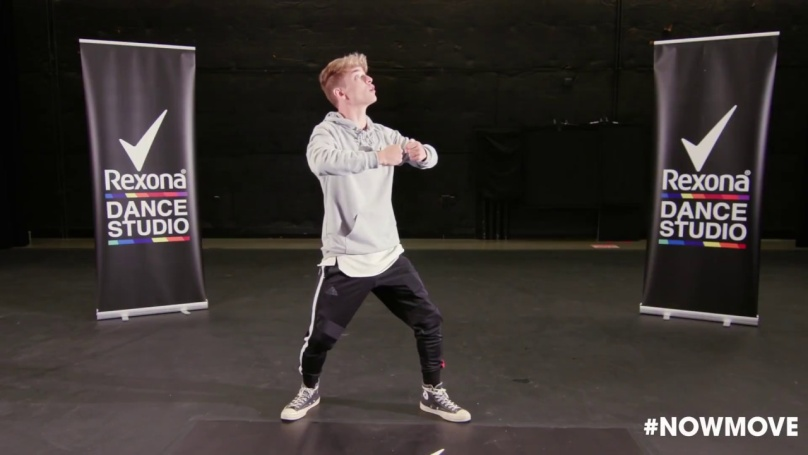 Rexona
DANCE
STUDIO
Rexona
DANCE
STUDIO
#NOWMOVE